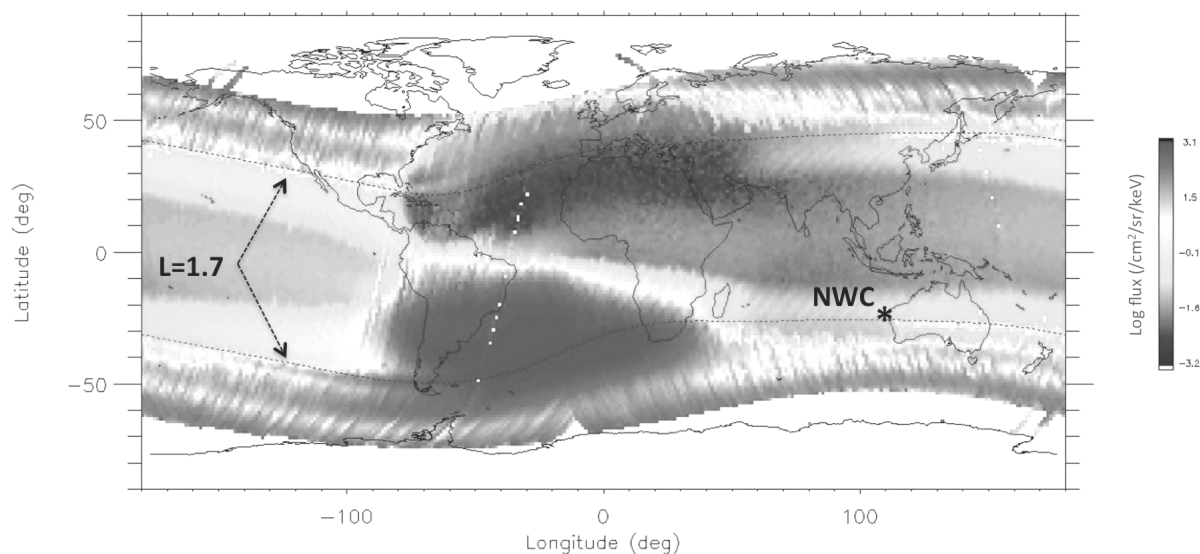 50
0
−50
Latitude (deg)
L=1.7
NWC
*
−100
0
100
Longitude (deg)
3.1
1.5
-0.1
-1.6
-3.2
Log flux (/cm²/sr/keV)